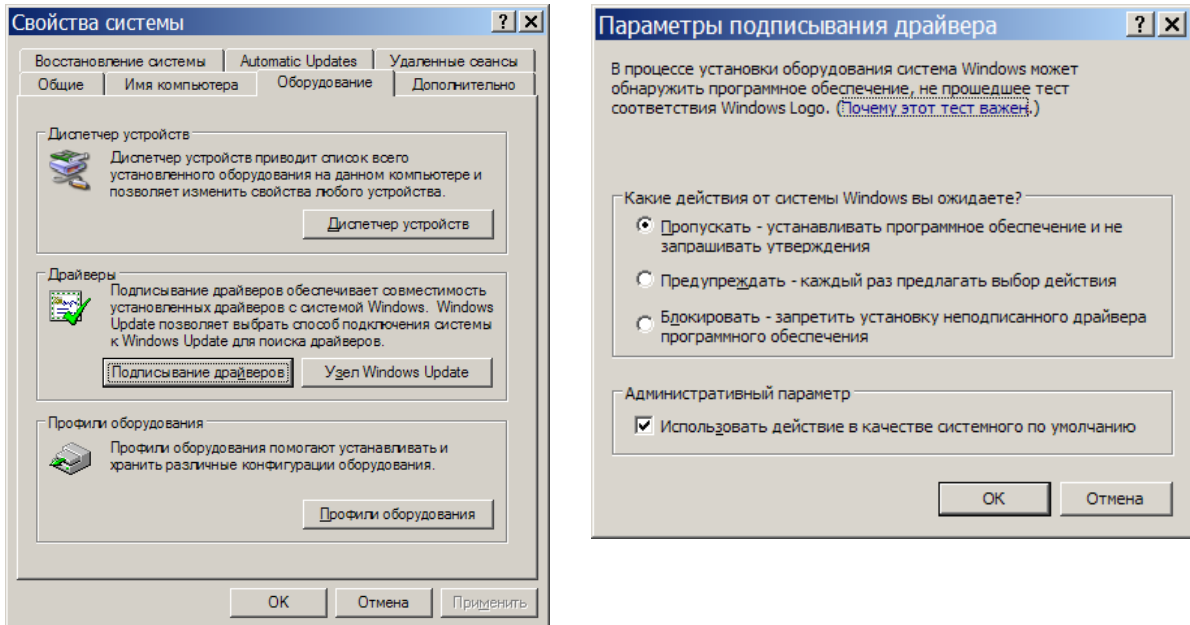 Свойства системы
Восстановление системы
Automatic Updates
Удаленные сеансы
Общие
Имя компьютера
Оборудование
Дополнительно
Диспетчер устройств
Диспетчер устройств приводит список всего
установленного оборудования на данном компьютере и
позволяет изменить свойства любого устройства.
Диспетчер устройств
Драйверы
Подписывание драйверов обеспечивает совместимость
установленных драйверов с системой Windows. Windows
Update позволяет выбрать способ подключения системы
к Windows Update для поиска драйверов.
Подписывание драйверов
Узел Windows Update
Профили оборудования
Профили оборудования помогают устанавливать и
хранить различные конфигурации оборудования.
Профили оборудования
OK
Отмена
Применить
Параметры подписывания драйвера
В процессе установки оборудования система Windows может
обнаружить программное обеспечение, не прошедшее тест
соответствия Windows Logo. (Почему этот тест важен.)
Какие действия от системы Windows вы ожидаете?
Пропускать - устанавливать программное обеспечение и не
запрашивать утверждения
Предупреждать - каждый раз предлагать выбор действия
Блокировать - запретить установку неподписанного драйвера
программного обеспечения
Административный параметр
Использовать действие в качестве системного по умолчанию
OK
Отмена